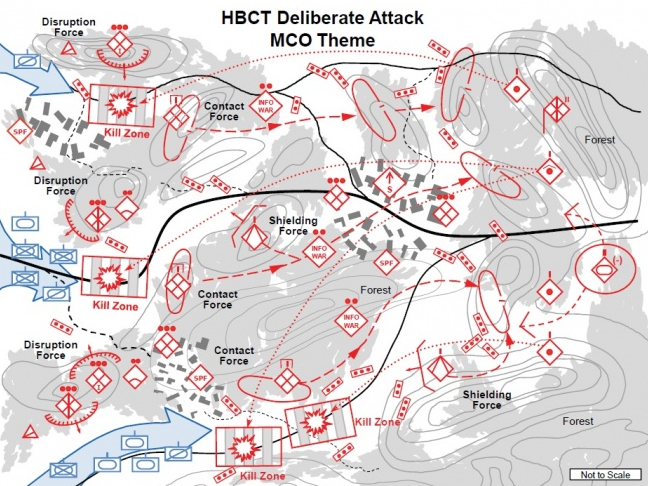 HBCT Deliberate Attack
MCO Theme
Disruption
Force
Kill Zone
Contact
Force
INFO
WAR
II
Forest
SPF
Disruption
Force
S
Shielding
Force
INFO
WAR
SPF
(-)
Kill Zone
Contact
Force
Forest
INFO
WAR
Disruption
Force
Contact
Force
SPF
Shielding
Force
Kill Zone
Forest
Kill Zone
Not to Scale